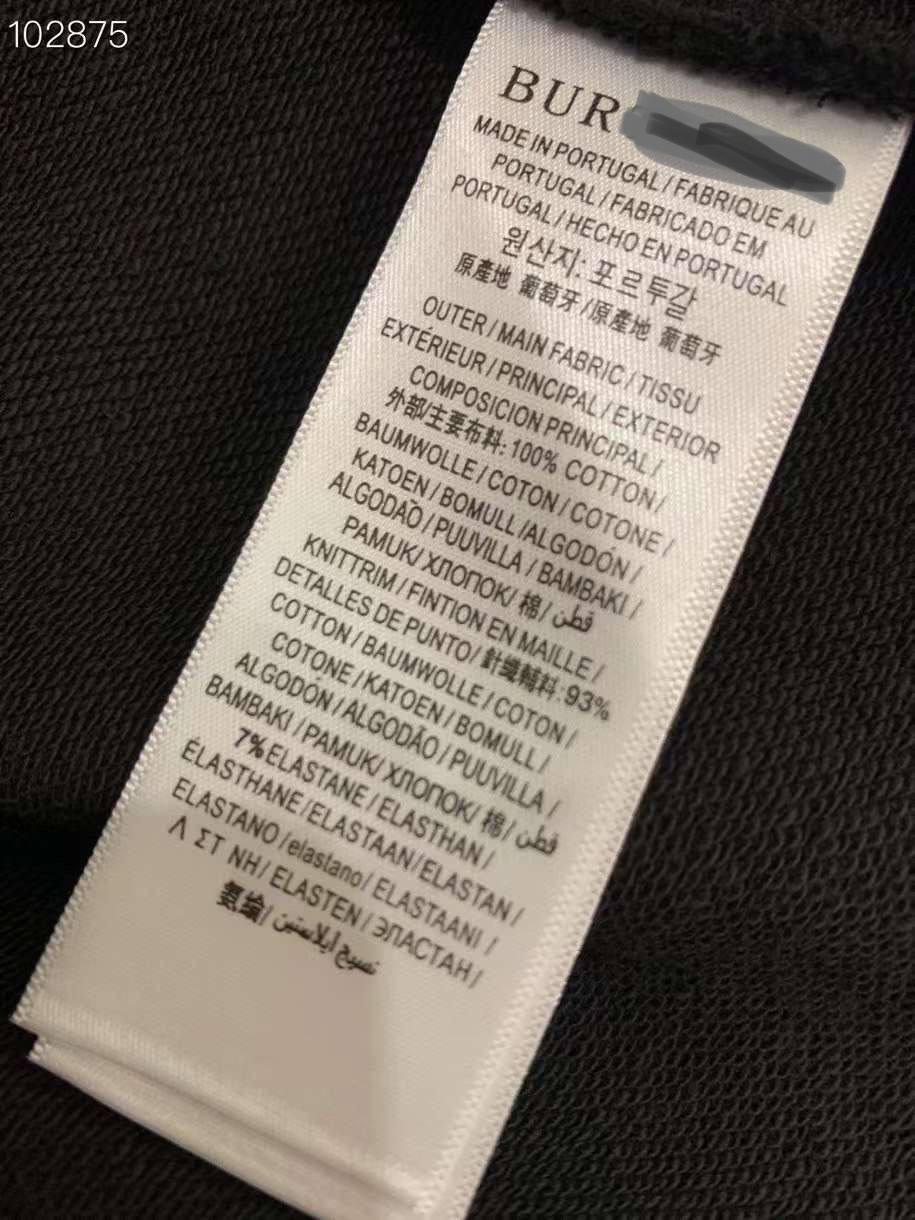 102875
BUR
MADE IN PORTUGAL / FABRIQUE AU
PORTUGAL / FABRICADO EM
PORTUGAL / HECHO EN PORTUGAL
원산지: 포르투갈
原產地 葡萄牙 /原產地 葡萄牙
OUTER / MAIN FABRIC / TISSU
EXTÉRIEUR / PRINCIPAL / EXTERIOR
COMPOSICION PRINCIPAL /
外部/主要布料: 100% COTTON /
BAUMWOLLE / COTON / COTONE /
KATOEN / BOMULL /ALGODÓN /
ALGODÃO / PUUVILLA / BAMBAKI /
PAMUK/ ХЛОПОК/ 棉/ قطن
KNITTRIM / FINTION EN MAILLE /
DETALLES DE PUNTO/ 針織輔料: 93%
COTTON / BAUMWOLLE / COTON /
COTONE / KATOEN / BOMULL /
ALGODÓN / ALGODÃO / PUUVILLA /
BAMBAKI / PAMUK/ ХЛОПОК/ 棉/ قطن
7% ELASTANE / ELASTHAN /
ÉLASTHANE /ELASTAAN/ ELASTAN /
ELASTANO /elastano/ ELASTAANI /
Λ ΣΤ ΝΗ/ ELASTEN / ЭЛАСТАН /
氨綸/ نسيج إيلاستين